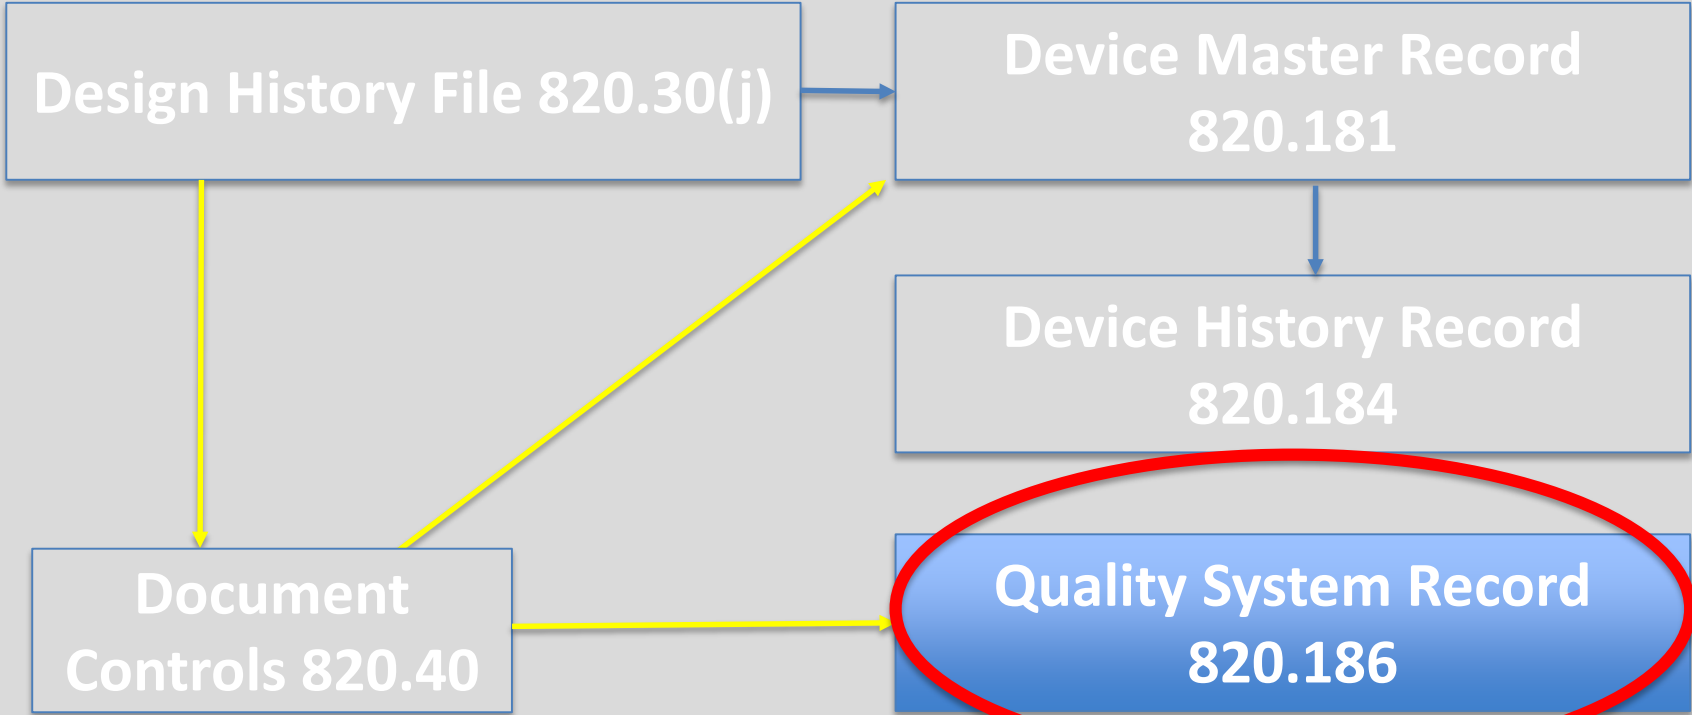 Design History File 820.30(j)
Device Master Record
820.181
Device History Record
820.184
Document
Controls 820.40
Quality System Record
820.186